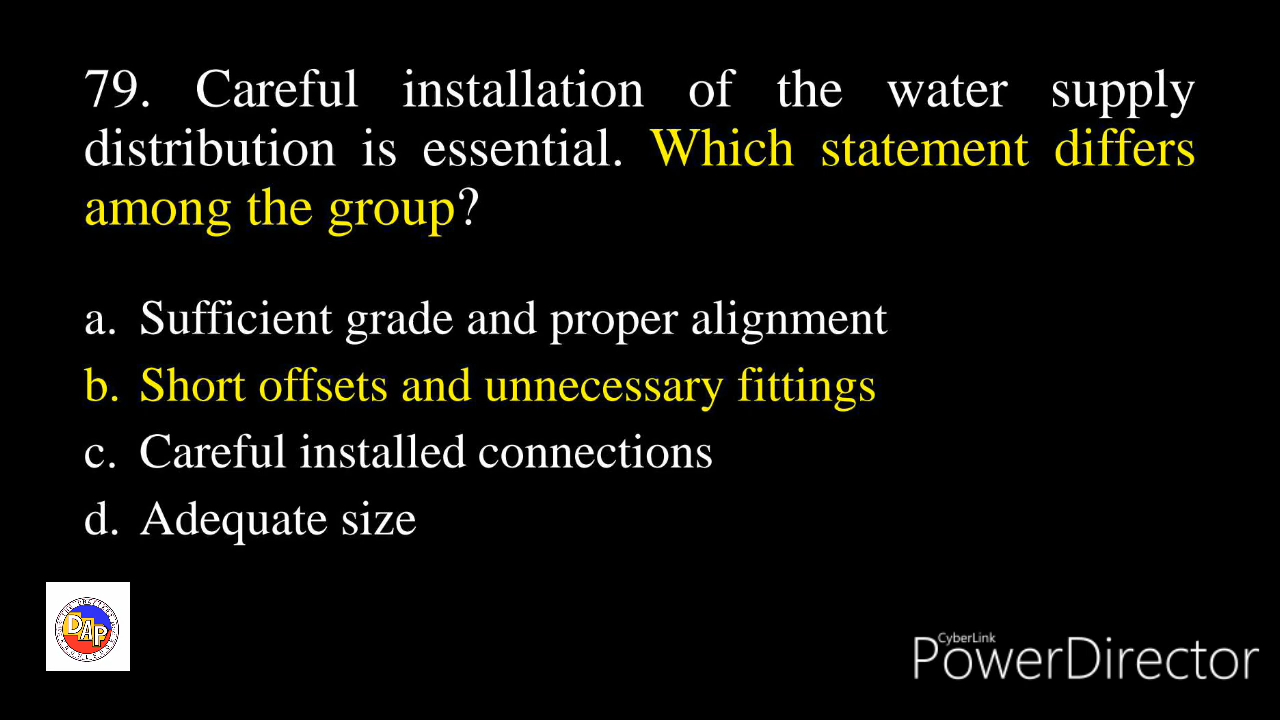 79. Careful installation of the water supply
distribution is essential. Which statement differs
among the group?
a. Sufficient grade and proper alignment
b. Short offsets and unnecessary fittings
c. Careful installed connections
d. Adequate size
DAP
CyberLink
PowerDirector